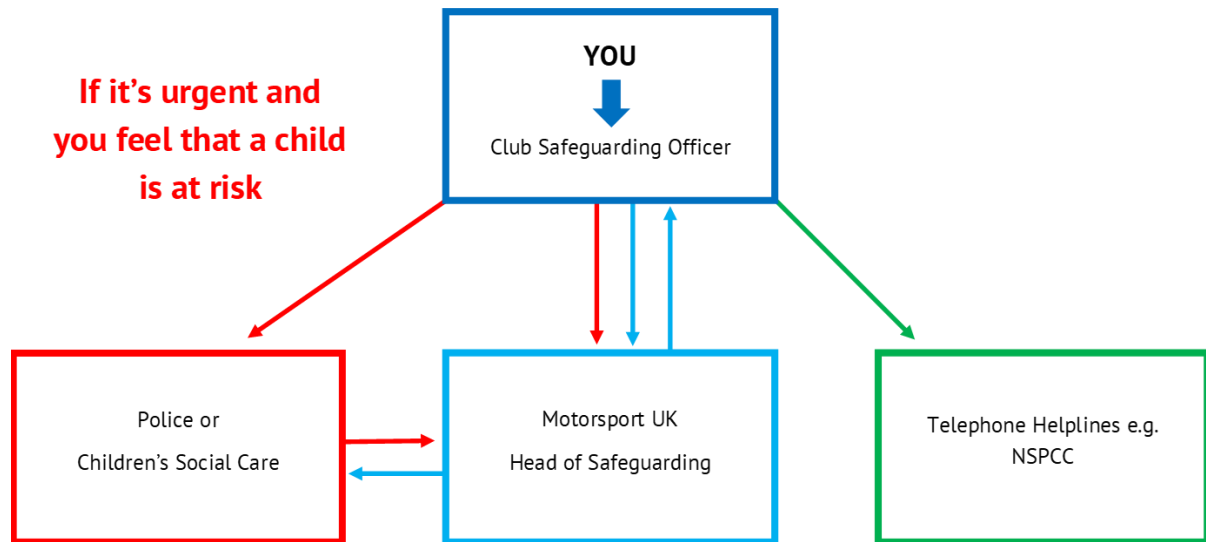 YOU
If it’s urgent and
you feel that a child
is at risk
Club Safeguarding Officer
Police or
Children’s Social Care
Motorsport UK
Head of Safeguarding
Telephone Helplines e.g.
NSPCC